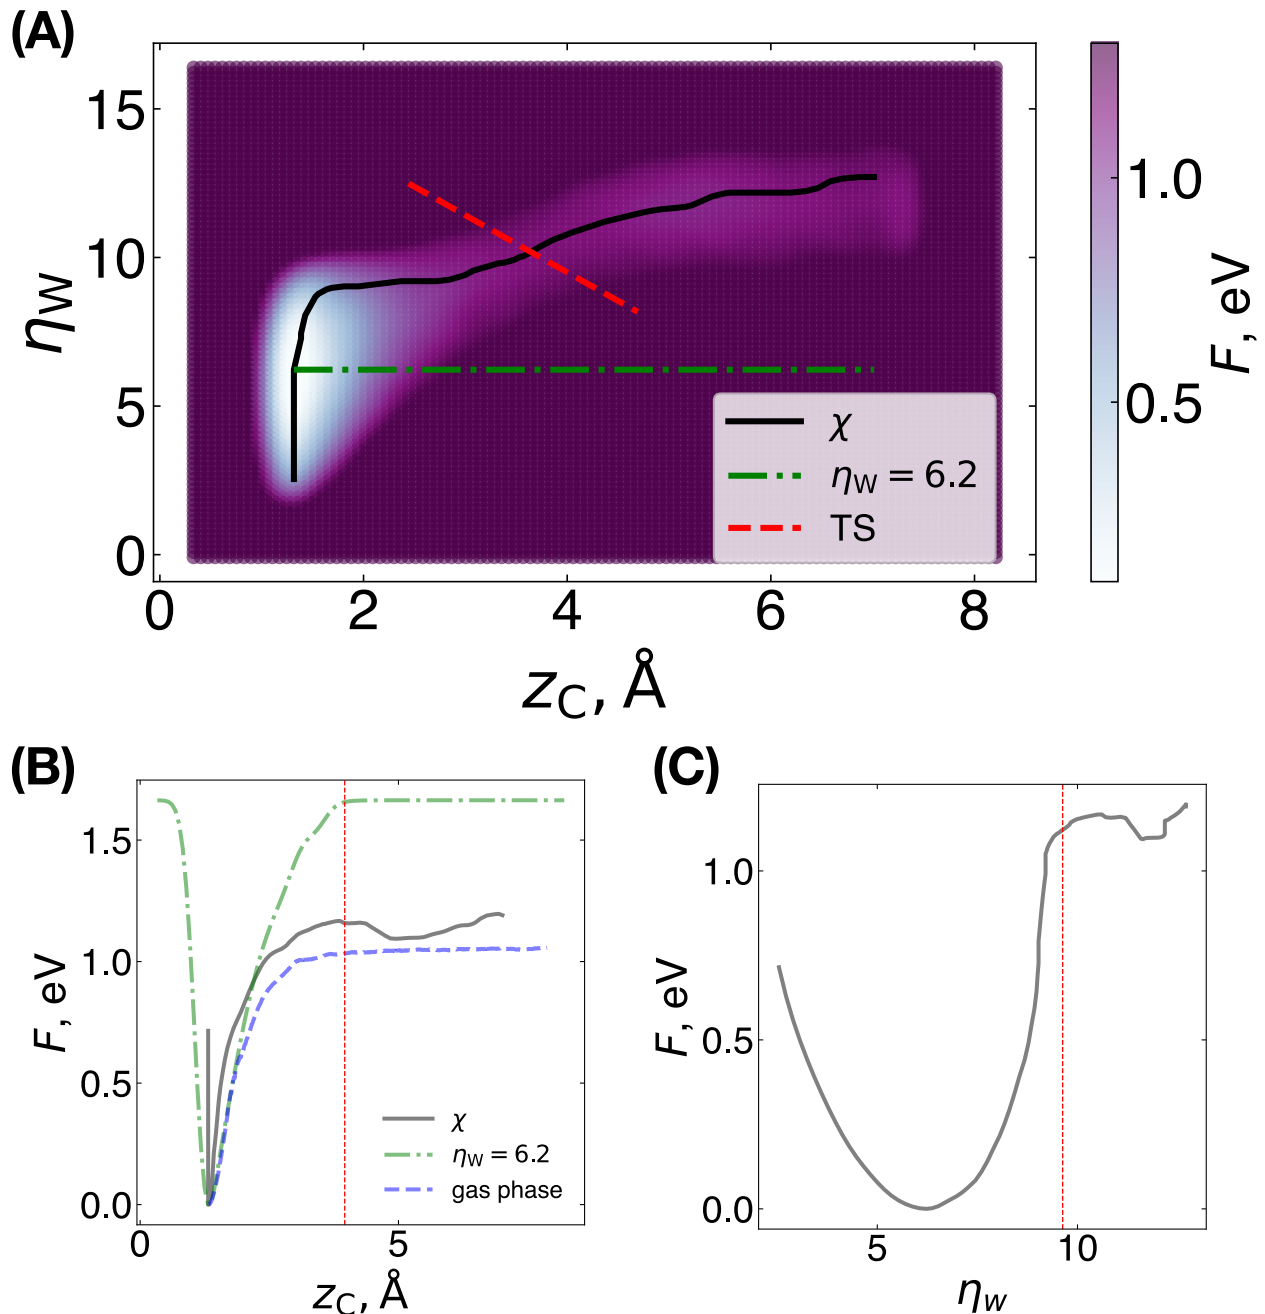 (A)
15
10
5
0
η_W
0 2 4 6 8
z_C, Å
χ
η_W = 6.2
TS
1.0
0.5
F, eV
(B)
1.5
1.0
0.5
0.0
F, eV
0 5
z_C, Å
χ
η_W = 6.2
gas phase
(C)
1.0
0.5
0.0
F, eV
5 10
η_W